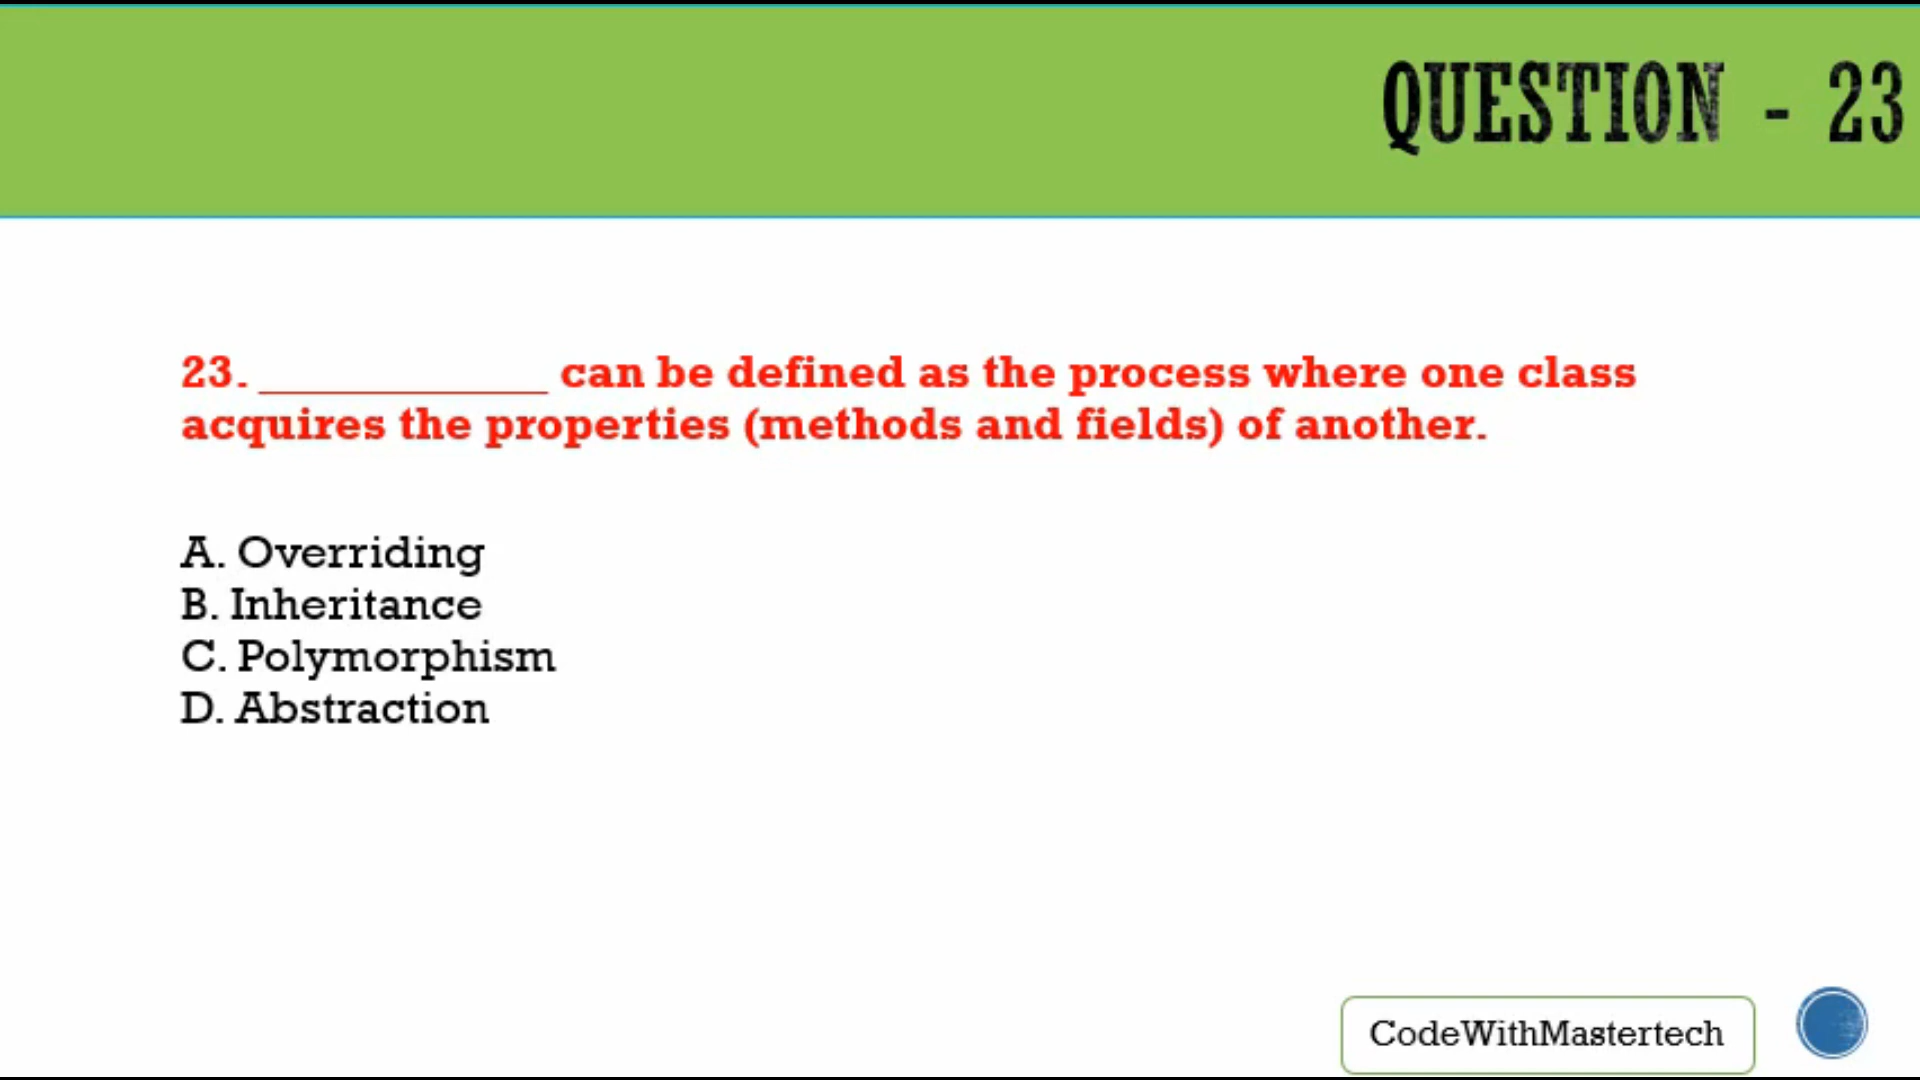 QUESTION - 23
23. ____________ can be defined as the process where one class
acquires the properties (methods and fields) of another.
A. Overriding
B. Inheritance
C. Polymorphism
D. Abstraction
CodeWithMastertech